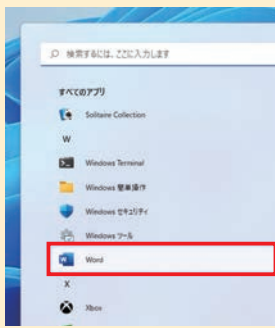 検索するには、ここに入力します
すべてのアプリ
Solitaire Collection
W
Windows Terminal
Windows 簡単操作
Windows セキュリティ
Windows ツール
Word
X
Xbox